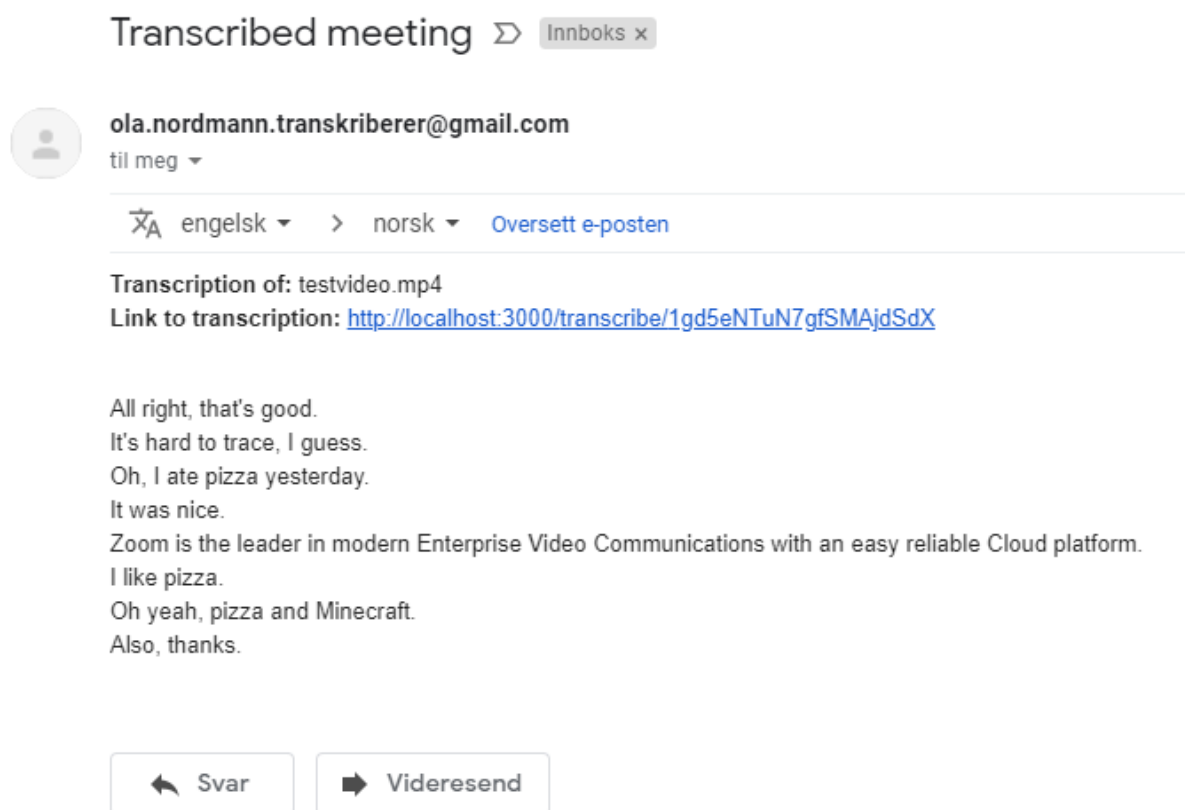 Transcribed meeting Innboks ×
ola.nordmann.transkriberer@gmail.com
til meg
engelsk > norsk Oversett e-posten
Transcription of: testvideo.mp4
Link to transcription: http://localhost:3000/transcribe/1gd5eNTuN7gfSMAjdSdX
All right, that's good.
It's hard to trace, I guess.
Oh, I ate pizza yesterday.
It was nice.
Zoom is the leader in modern Enterprise Video Communications with an easy reliable Cloud platform.
I like pizza.
Oh yeah, pizza and Minecraft.
Also, thanks.
Svar Videresend